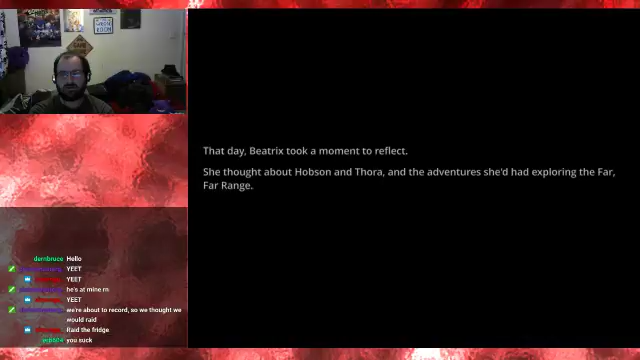 That day, Beatrix took a moment to reflect.
She thought about Hobson and Thora, and the adventures she'd had exploring the Far,
Far Range.
dernbruce Hello
YEET
YEET
he's at mine rn
YEET
we're about to record, so we thought we
would raid
Raid the fridge
you suck